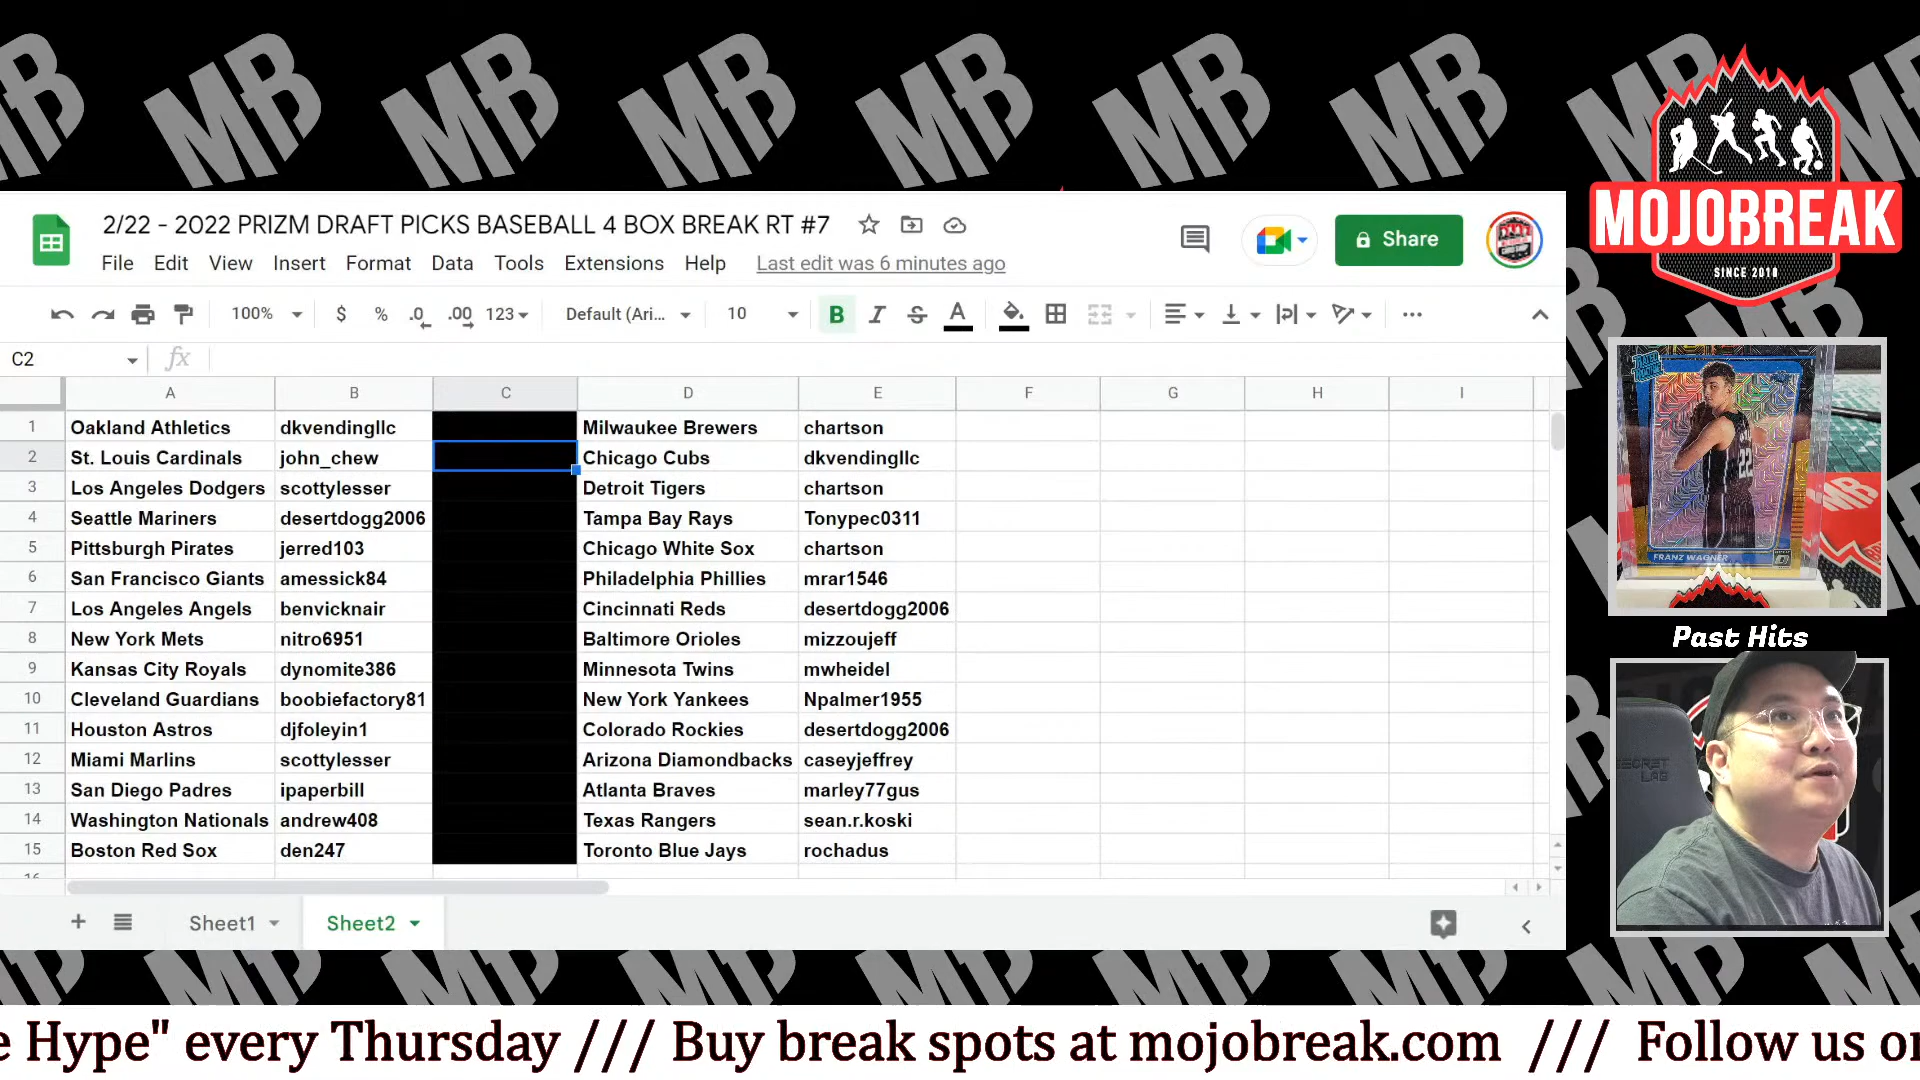 MOJOBREAK
SINCE 2018
2/22 - 2022 PRIZM DRAFT PICKS BASEBALL 4 BOX BREAK RT #7
Share
File Edit View Insert Format Data Tools Extensions Help Last edit was 6 minutes ago
100% $ % .0 .00 123 Default (Ari... 10 B I S A
C2 fx
A B C D E F G H I
1 Oakland Athletics dkvendingllc Milwaukee Brewers chartson
2 St. Louis Cardinals john_chew Chicago Cubs dkvendingllc
3 Los Angeles Dodgers scottylesser Detroit Tigers chartson
4 Seattle Mariners desertdogg2006 Tampa Bay Rays Tonypec0311
5 Pittsburgh Pirates jerred103 Chicago White Sox chartson
6 San Francisco Giants amessick84 Philadelphia Phillies mrar1546
7 Los Angeles Angels benvicknair Cincinnati Reds desertdogg2006
8 New York Mets nitro6951 Baltimore Orioles mizzoujeff
9 Kansas City Royals dynomite386 Minnesota Twins mwheidel
10 Cleveland Guardians boobiefactory81 New York Yankees Npalmer1955
11 Houston Astros djfoleyin1 Colorado Rockies desertdogg2006
12 Miami Marlins scottylesser Arizona Diamondbacks caseyjeffrey
13 San Diego Padres ipaperbill Atlanta Braves marley77gus
14 Washington Nationals andrew408 Texas Rangers sean.r.koski
15 Boston Red Sox den247 Toronto Blue Jays rochadus
Sheet1 Sheet2
22
FRANZ WAGNER
Past Hits
SECRET
LAB
e Hype" every Thursday /// Buy break spots at mojobreak.com /// Follow us on